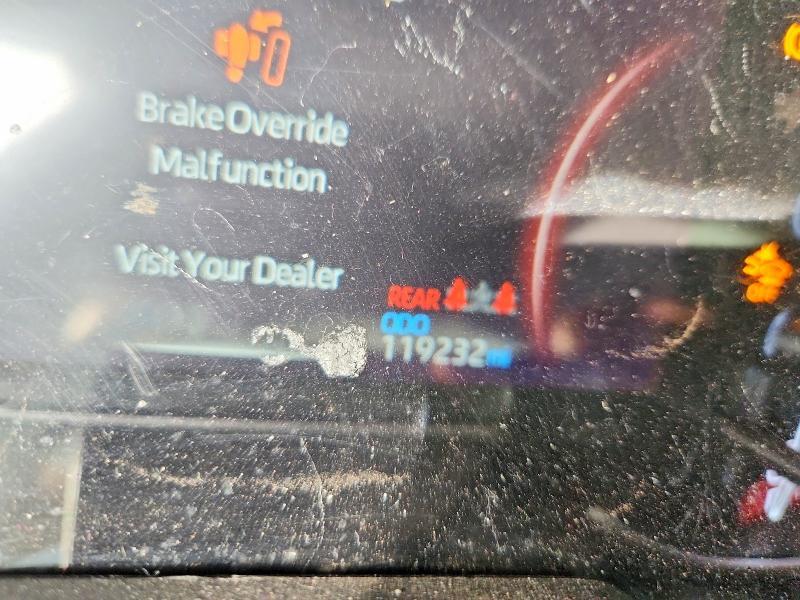 Brake Override
Malfunction
Visit Your Dealer
REAR
ODO
119232 mi